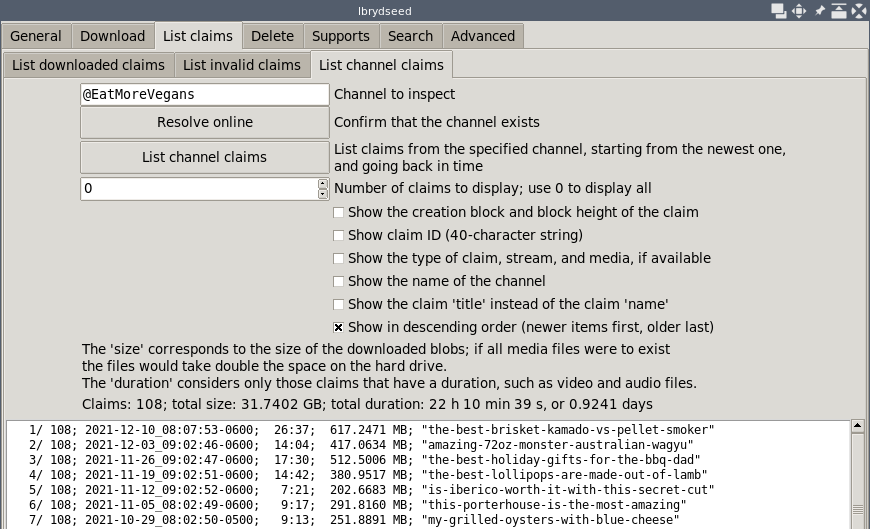 lbrydseed
General Download List claims Delete Supports Search Advanced
List downloaded claims List invalid claims List channel claims
@EatMoreVegans Channel to inspect
Resolve online Confirm that the channel exists
List channel claims List claims from the specified channel, starting from the newest one,
and going back in time
0 Number of claims to display; use 0 to display all
Show the creation block and block height of the claim
Show claim ID (40-character string)
Show the type of claim, stream, and media, if available
Show the name of the channel
Show the claim 'title' instead of the claim 'name'
Show in descending order (newer items first, older last)
The 'size' corresponds to the size of the downloaded blobs; if all media files were to exist
the files would take double the space on the hard drive.
The 'duration' considers only those claims that have a duration, such as video and audio files.
Claims: 108; total size: 31.7402 GB; total duration: 22 h 10 min 39 s, or 0.9241 days
1/ 108; 2021-12-10_08:07:53-0600; 26:37; 617.2471 MB; "the-best-brisket-kamado-vs-pellet-smoker"
2/ 108; 2021-12-03_09:02:46-0600; 14:04; 417.0634 MB; "amazing-72oz-monster-australian-wagyu"
3/ 108; 2021-11-26_09:02:47-0600; 17:30; 512.5006 MB; "the-best-holiday-gifts-for-the-bbq-dad"
4/ 108; 2021-11-19_09:02:51-0600; 14:42; 380.9517 MB; "the-best-lollipops-are-made-out-of-lamb"
5/ 108; 2021-11-12_09:02:52-0600; 7:21; 202.6683 MB; "is-iberico-worth-it-with-this-secret-cut"
6/ 108; 2021-11-05_08:02:49-0600; 9:17; 291.8160 MB; "this-porterhouse-is-the-most-amazing"
7/ 108; 2021-10-29_08:02:50-0500; 9:13; 251.8891 MB; "my-grilled-oysters-with-blue-cheese"